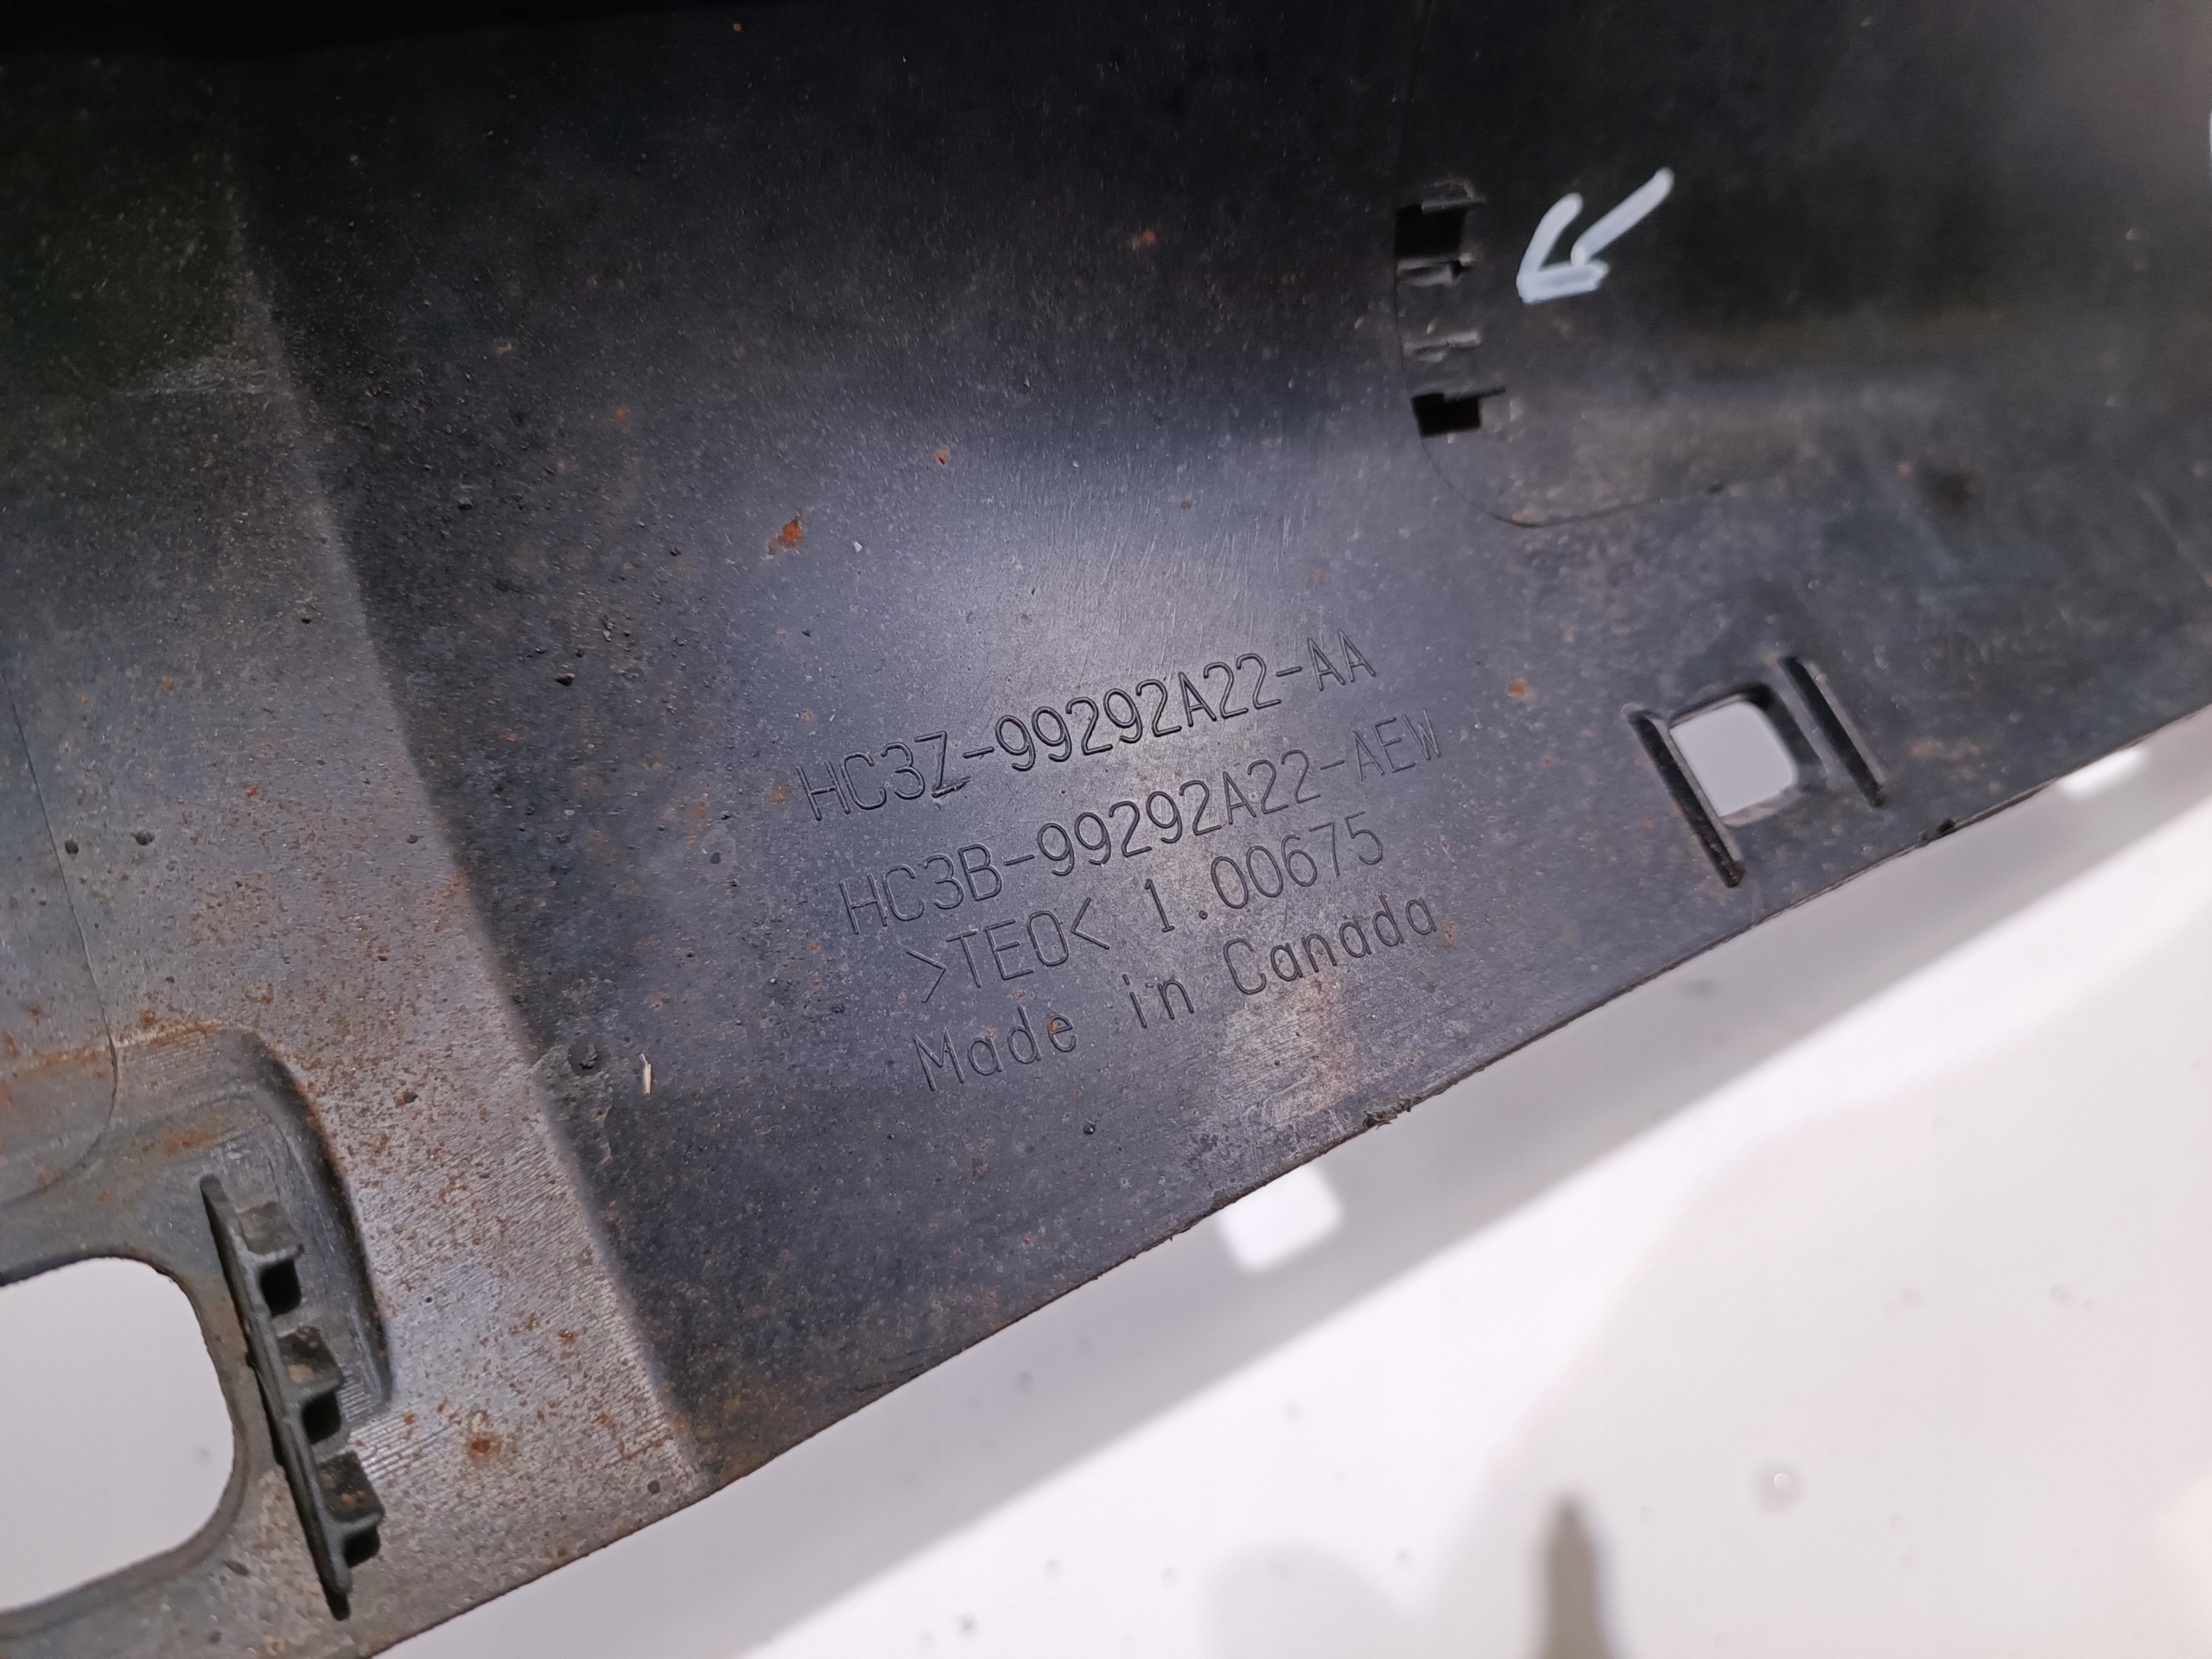 HC3Z-99292A22-AA
HC3B-99292A22-AEW
>TEO< 1.00675
Made in Canada